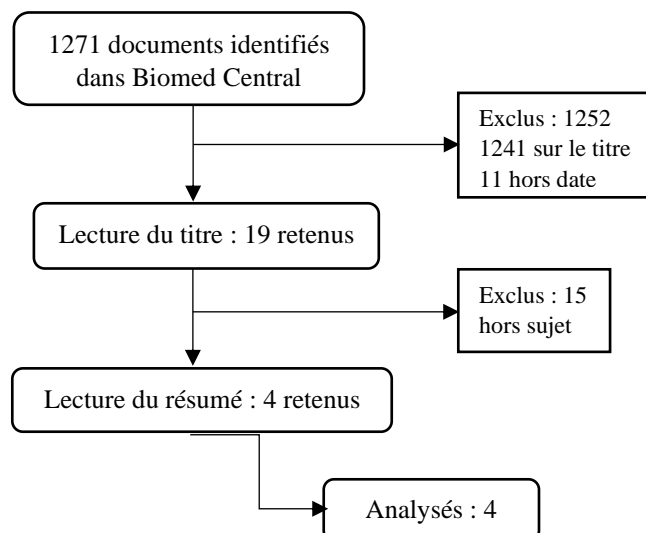 1271 documents identifiés
dans Biomed Central
Exclus : 1252
1241 sur le titre
11 hors date
Lecture du titre : 19 retenus
Exclus : 15
hors sujet
Lecture du résumé : 4 retenus
Analysés : 4